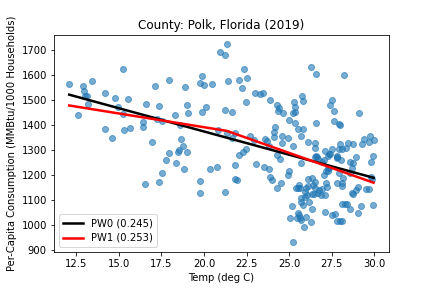 County: Polk, Florida (2019)
Per-Capita Consumption (MMBtu/1000 Households)
1700
1600
1500
1400
1300
1200
1100
1000
900
PW0 (0.245)
PW1 (0.253)
12.5 15.0 17.5 20.0 22.5 25.0 27.5 30.0
Temp (deg C)